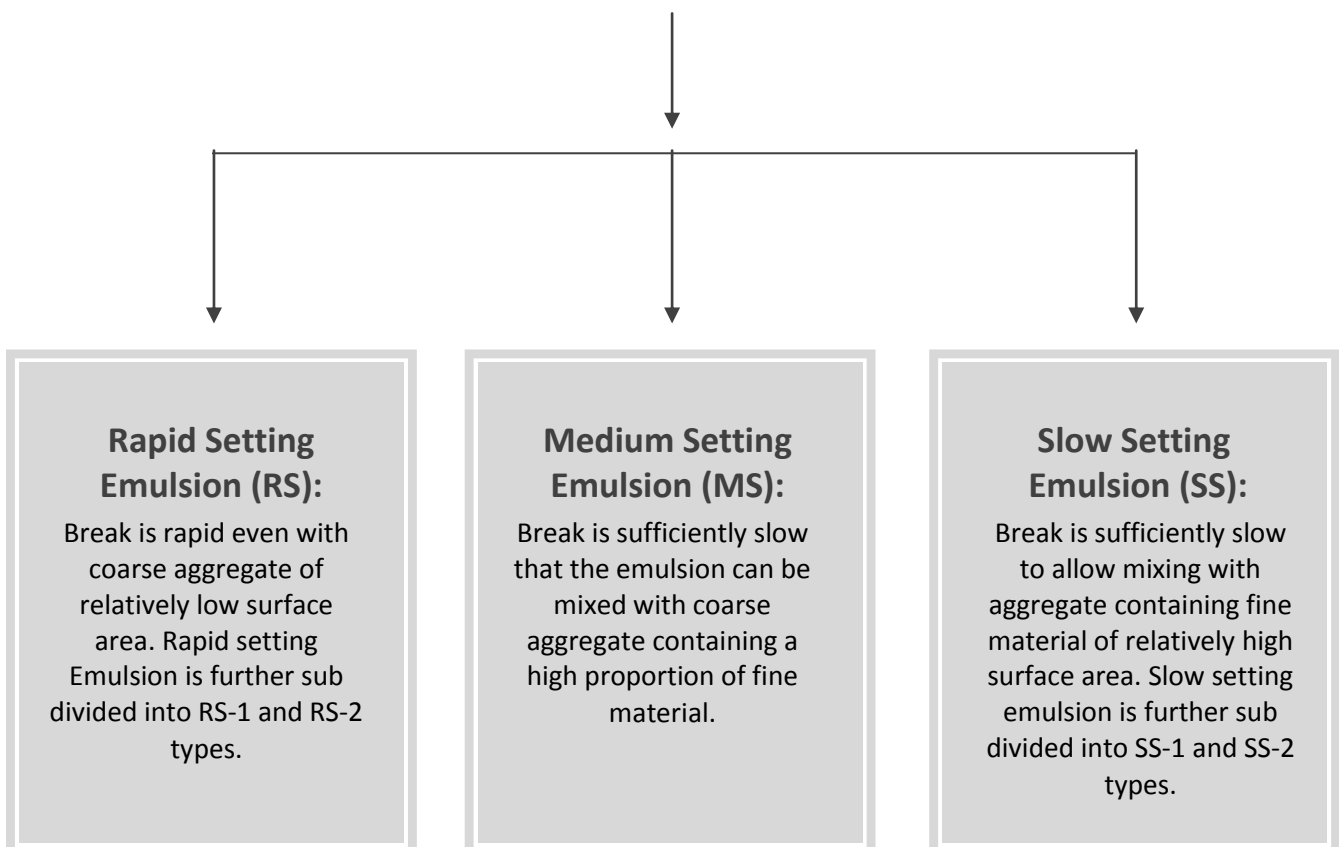 Rapid Setting
Emulsion (RS):
Break is rapid even with
coarse aggregate of
relatively low surface
area. Rapid setting
Emulsion is further sub
divided into RS-1 and RS-2
types.
Medium Setting
Emulsion (MS):
Break is sufficiently slow
that the emulsion can be
mixed with coarse
aggregate containing a
high proportion of fine
material.
Slow Setting
Emulsion (SS):
Break is sufficiently slow
to allow mixing with
aggregate containing fine
material of relatively high
surface area. Slow setting
emulsion is further sub
divided into SS-1 and SS-2
types.